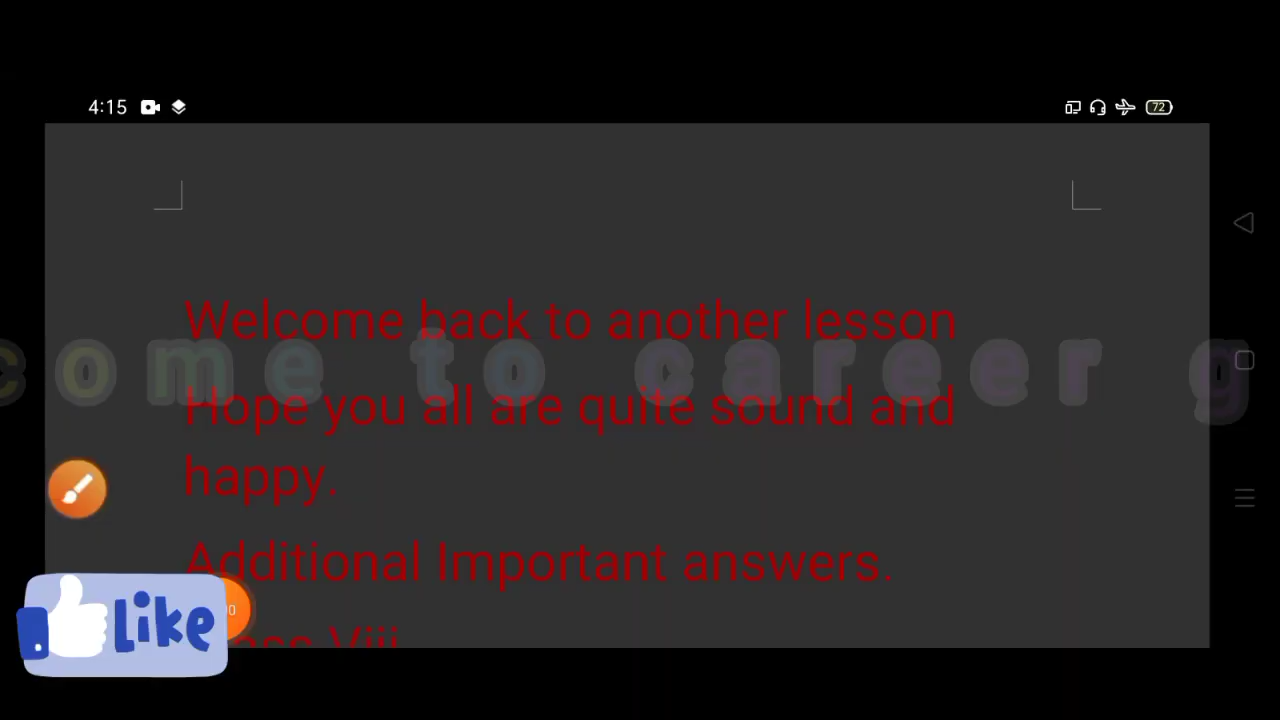 4:15
72
Welcome back to another lesson
come to career g
Hope you all are quite sound and
happy.
Additional Important answers.
Like
Viii